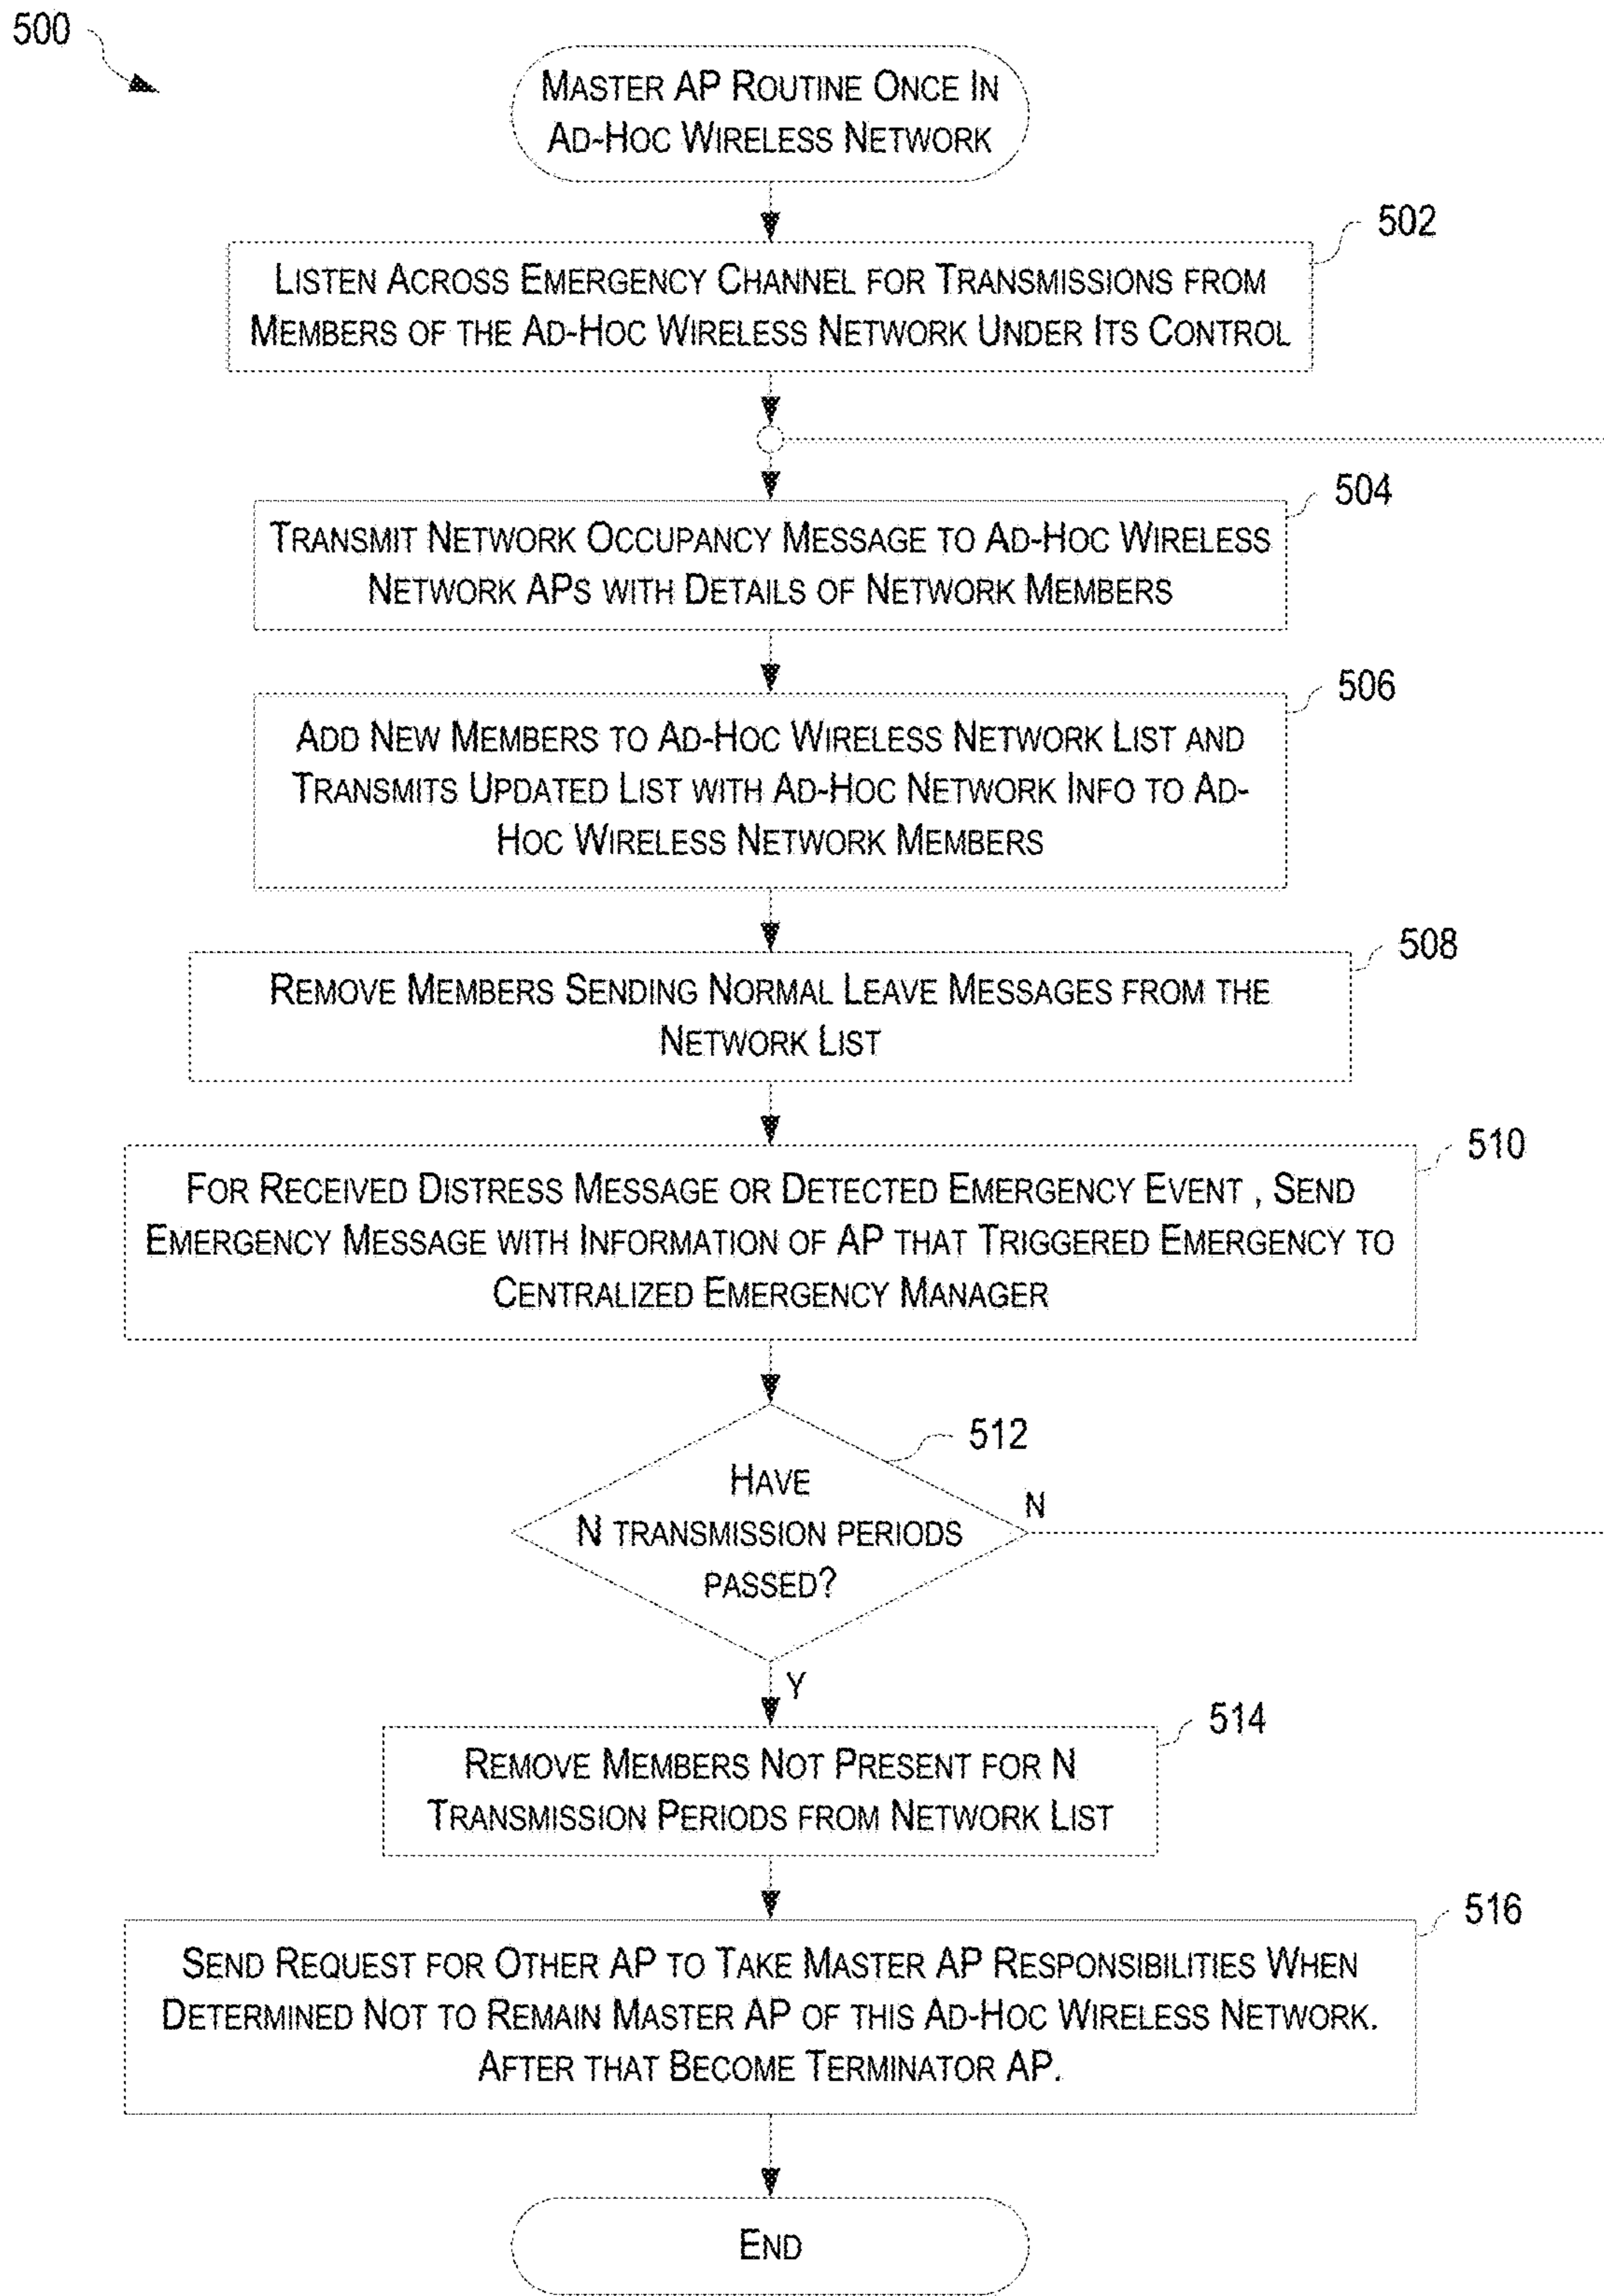 500
MASTER AP ROUTINE ONCE IN
AD-HOC WIRELESS NETWORK
502
LISTEN ACROSS EMERGENCY CHANNEL FOR TRANSMISSIONS FROM
MEMBERS OF THE AD-HOC WIRELESS NETWORK UNDER ITS CONTROL
504
TRANSMIT NETWORK OCCUPANCY MESSAGE TO AD-HOC WIRELESS
NETWORK APS WITH DETAILS OF NETWORK MEMBERS
506
ADD NEW MEMBERS TO AD-HOC WIRELESS NETWORK LIST AND
TRANSMITS UPDATED LIST WITH AD-HOC NETWORK INFO TO AD-
HOC WIRELESS NETWORK MEMBERS
508
REMOVE MEMBERS SENDING NORMAL LEAVE MESSAGES FROM THE
NETWORK LIST
510
FOR RECEIVED DISTRESS MESSAGE OR DETECTED EMERGENCY EVENT , SEND
EMERGENCY MESSAGE WITH INFORMATION OF AP THAT TRIGGERED EMERGENCY TO
CENTRALIZED EMERGENCY MANAGER
512
HAVE
N TRANSMISSION PERIODS
PASSED?
N
Y
514
REMOVE MEMBERS NOT PRESENT FOR N
TRANSMISSION PERIODS FROM NETWORK LIST
516
SEND REQUEST FOR OTHER AP TO TAKE MASTER AP RESPONSIBILITIES WHEN
DETERMINED NOT TO REMAIN MASTER AP OF THIS AD-HOC WIRELESS NETWORK.
AFTER THAT BECOME TERMINATOR AP.
END